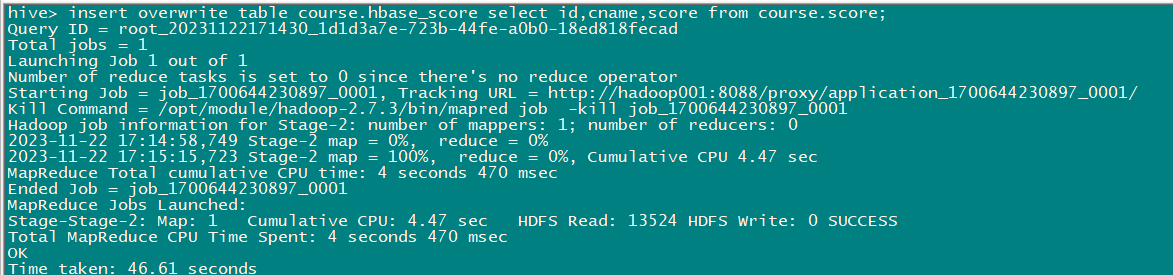 hive> insert overwrite table course.hbase_score select id,cname,score from course.score;
Query ID = root_20231122171430_1d1d3a7e-723b-44fe-a0b0-18ed818fecad
Total jobs = 1
Launching Job 1 out of 1
Number of reduce tasks is set to 0 since there's no reduce operator
Starting Job = job_1700644230897_0001, Tracking URL = http://hadoop001:8088/proxy/application_1700644230897_0001/
Kill Command = /opt/module/hadoop-2.7.3/bin/mapred job  -kill job_1700644230897_0001
Hadoop job information for Stage-2: number of mappers: 1; number of reducers: 0
2023-11-22 17:14:58,749 Stage-2 map = 0%,  reduce = 0%
2023-11-22 17:15:15,723 Stage-2 map = 100%,  reduce = 0%, Cumulative CPU 4.47 sec
MapReduce Total cumulative CPU time: 4 seconds 470 msec
Ended Job = job_1700644230897_0001
MapReduce Jobs Launched:
Stage-Stage-2: Map: 1   Cumulative CPU: 4.47 sec   HDFS Read: 13524 HDFS Write: 0 SUCCESS
Total MapReduce CPU Time Spent: 4 seconds 470 msec
OK
Time taken: 46.61 seconds